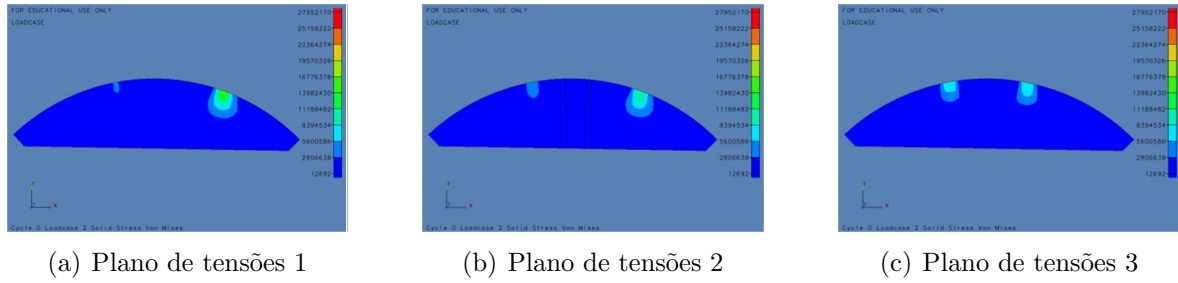 FOR EDUCATIONAL USE ONLY
LOADCASE
27952170
25158222
22364274
19570326
16776378
13982430
11188482
8394534
5600586
2806638
12692
Y
Z
X
Cycle 0 Loadcase 2 Solid Stress Von Mises
(a) Plano de tensões 1
FOR EDUCATIONAL USE ONLY
LOADCASE
27952170
25158222
22364274
19570326
16776378
13982430
11188482
8394534
5600586
2806638
12692
Y
Z
X
Cycle 0 Loadcase 2 Solid Stress Von Mises
(b) Plano de tensões 2
FOR EDUCATIONAL USE ONLY
LOADCASE
27952170
25158222
22364274
19570326
16776378
13982430
11188482
8394534
5600586
2806638
12692
Y
Z
X
Cycle 0 Loadcase 2 Solid Stress Von Mises
(c) Plano de tensões 3